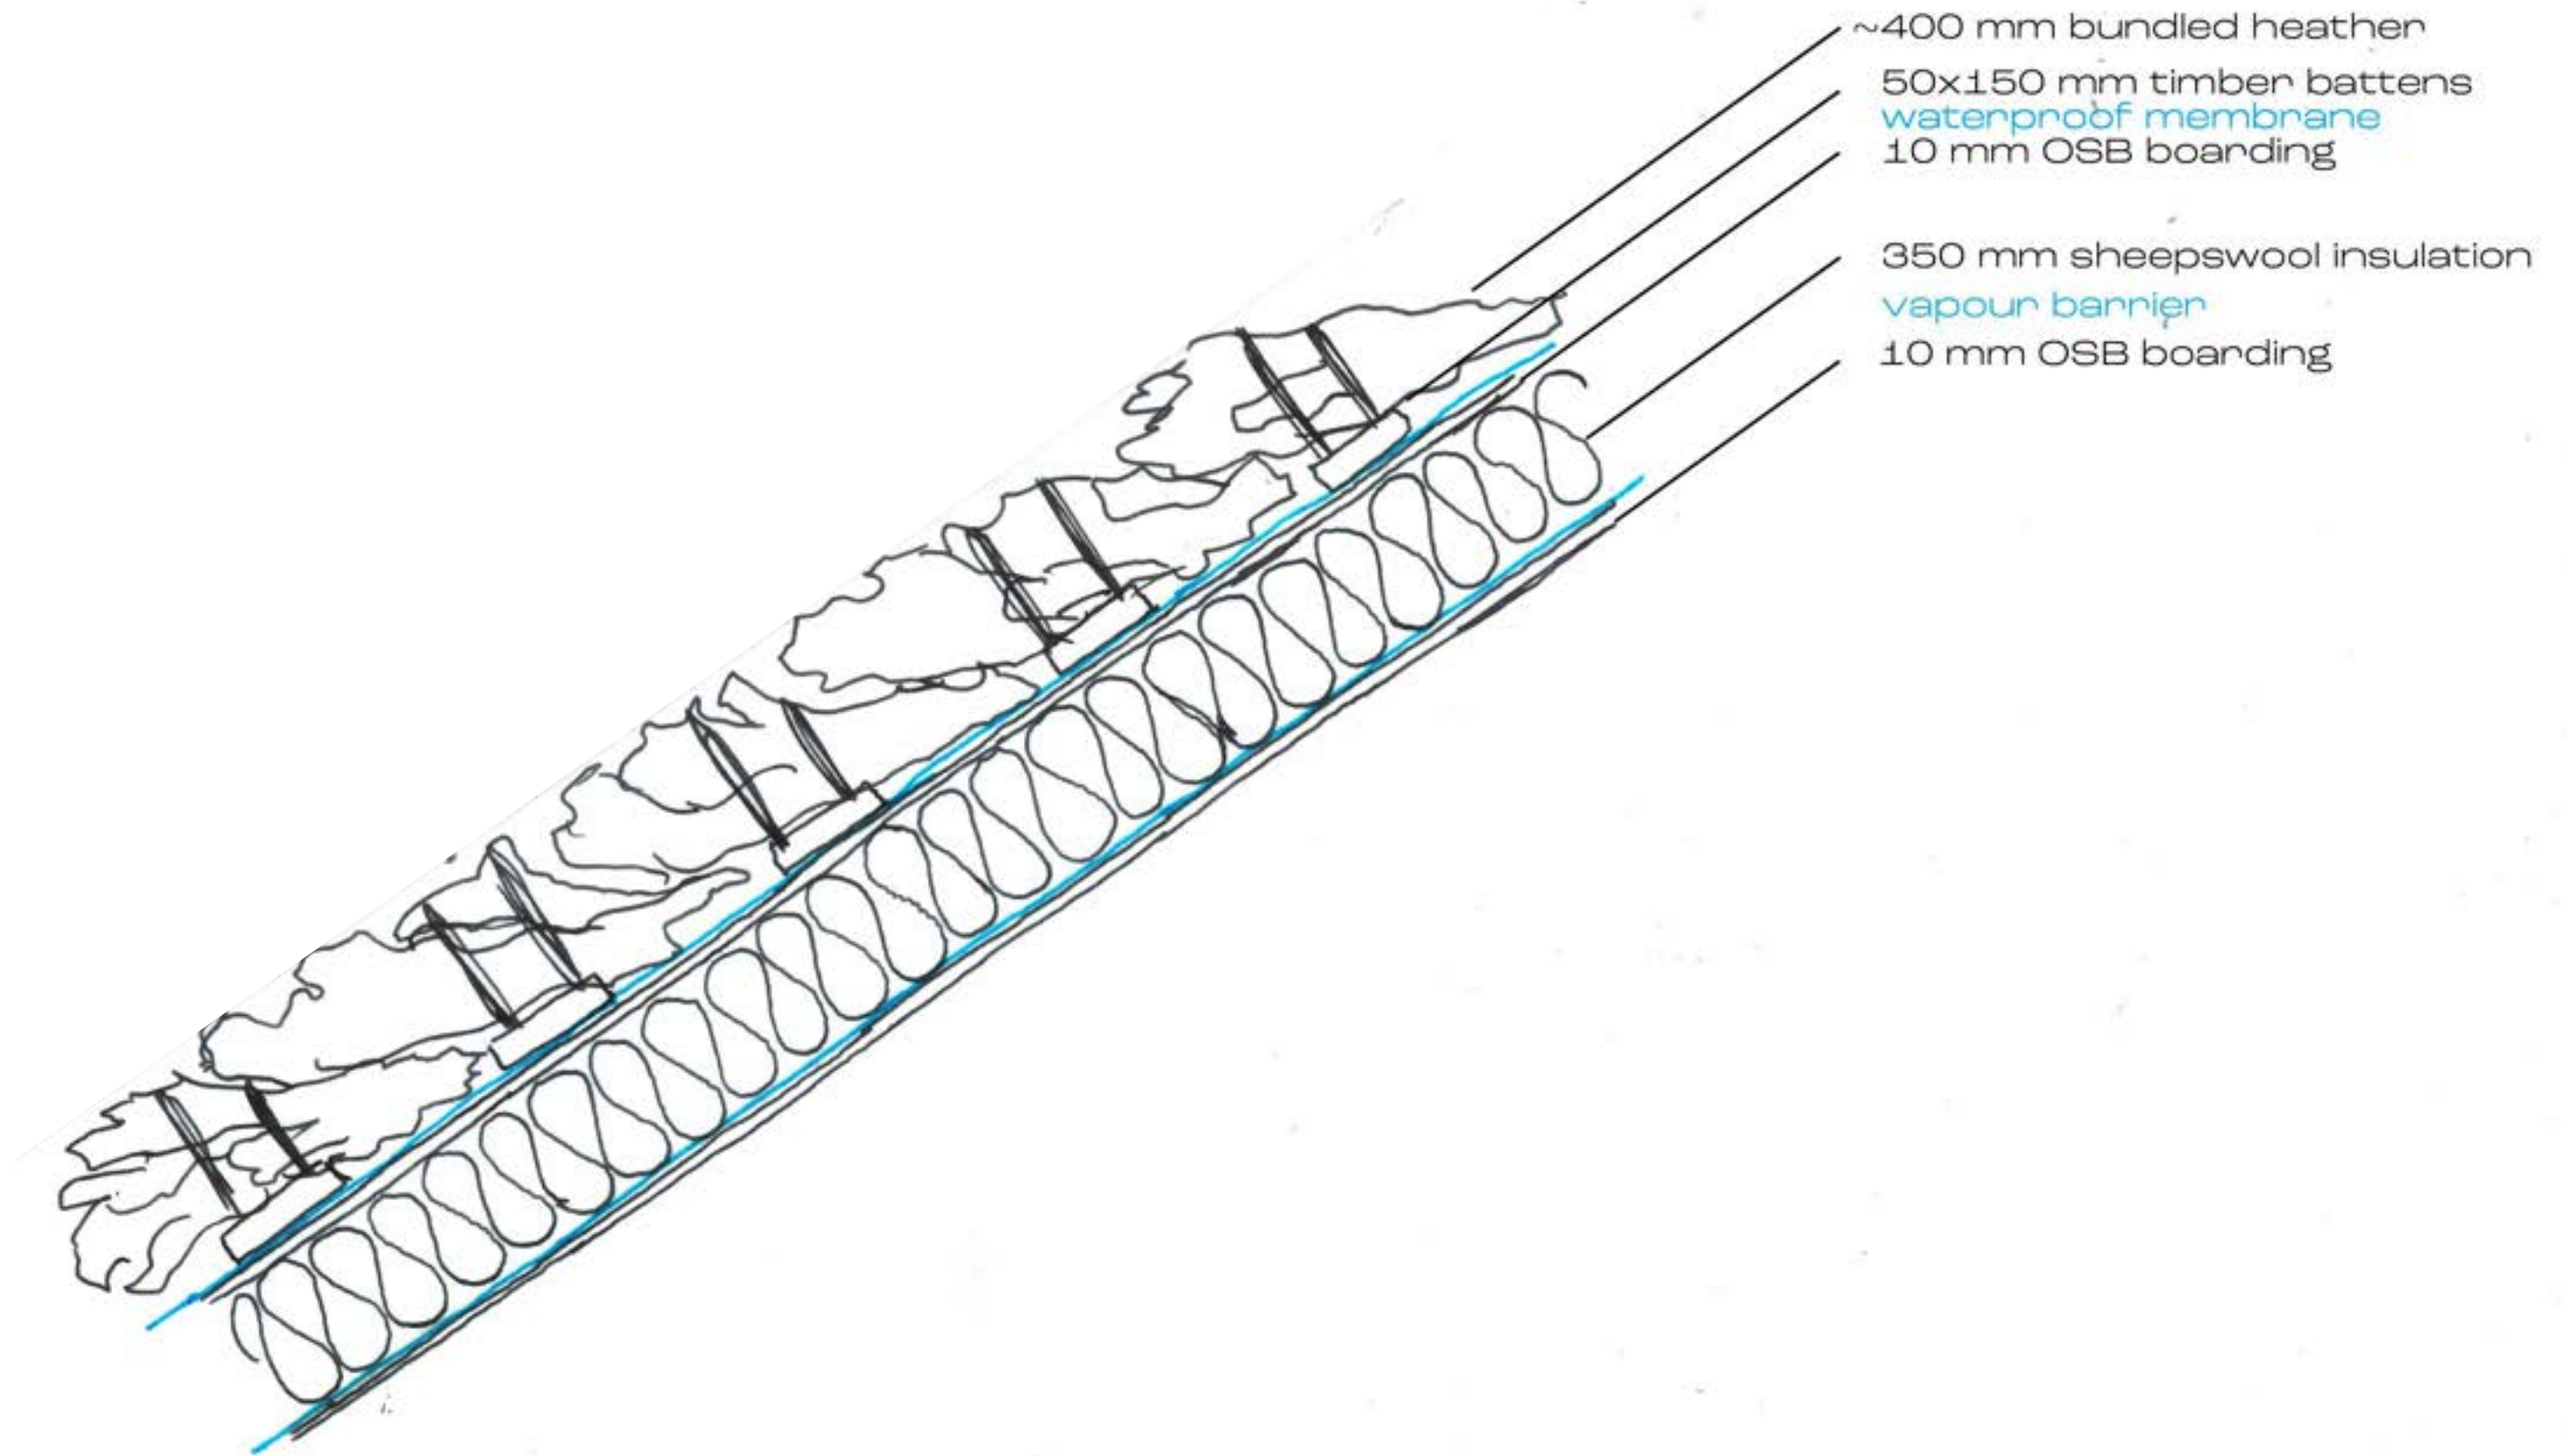 ~400 mm bundled heather
50x150 mm timber battens
waterproof membrane
10 mm OSB boarding
350 mm sheepswool insulation
vapour barrier
10 mm OSB boarding